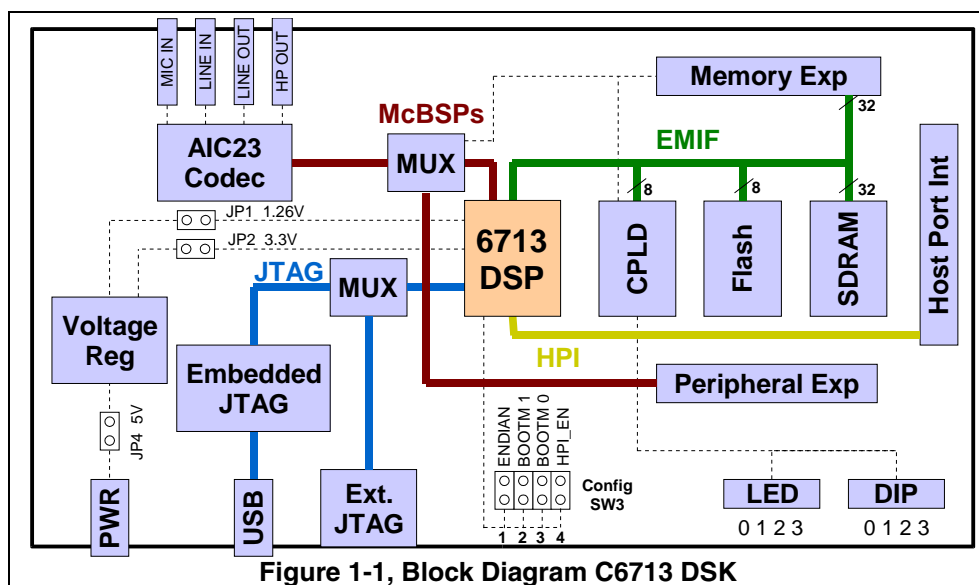 MIC IN
LINE IN
LINE OUT
HP OUT
Memory Exp
32
McBSPs
EMIF
AIC23
Codec
MUX
8
8
32
Host Port Int
JP1 1.26V
JP2 3.3V
6713
DSP
CPLD
Flash
SDRAM
JTAG
MUX
Voltage
Reg
HPI
Embedded
JTAG
Peripheral Exp
JP4 5V
ENDIAN
BOOTM 1
BOOTM 0
HPI_EN
Config
SW3
PWR
USB
Ext.
JTAG
1 2 3 4
LED
DIP
0 1 2 3
0 1 2 3
Figure 1-1, Block Diagram C6713 DSK